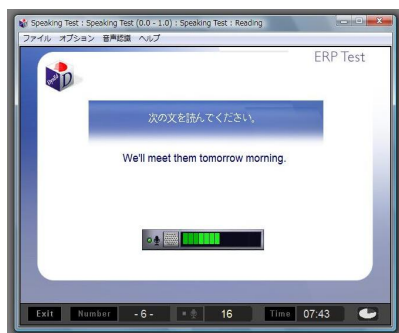 Speaking Test : Speaking Test (0.0 - 1.0) : Speaking Test : Reading
ファイル オプション 音声認識 ヘルプ
ERP Test
次の文を読んでください。
We'll meet them tomorrow morning.
Exit Number - 6 - 16 Time 07:43